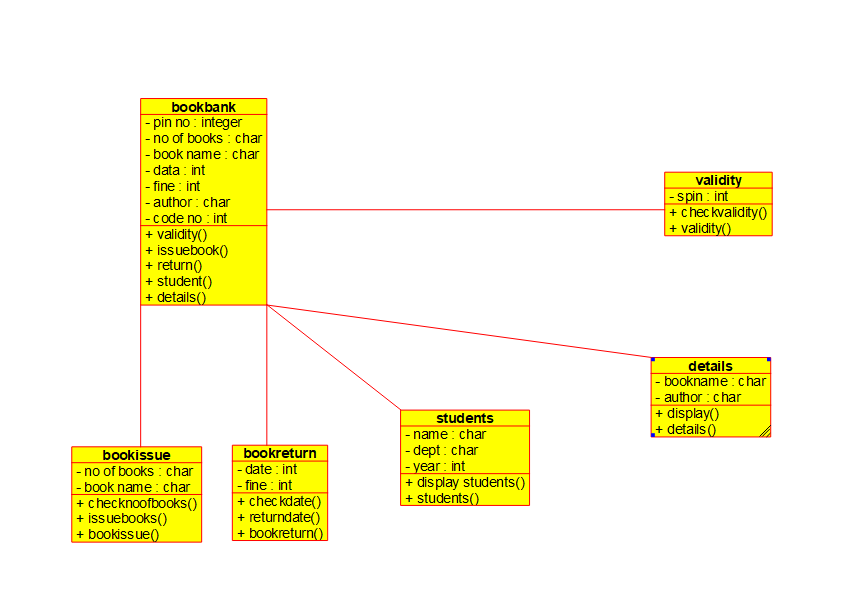 bookbank
- pin no : integer
- no of books : char
- book name : char
- data : int
- fine : int
- author : char
- code no : int
+ validity()
+ issuebook()
+ return()
+ student()
+ details()
validity
- spin : int
+ checkvalidity()
+ validity()
details
- bookname : char
- author : char
+ display()
+ details()
students
- name : char
- dept : char
- year : int
+ display students()
+ students()
bookreturn
- date : int
- fine : int
+ checkdate()
+ returndate()
+ bookreturn()
bookissue
- no of books : char
- book name : char
+ checknoofbooks()
+ issuebooks()
+ bookissue()